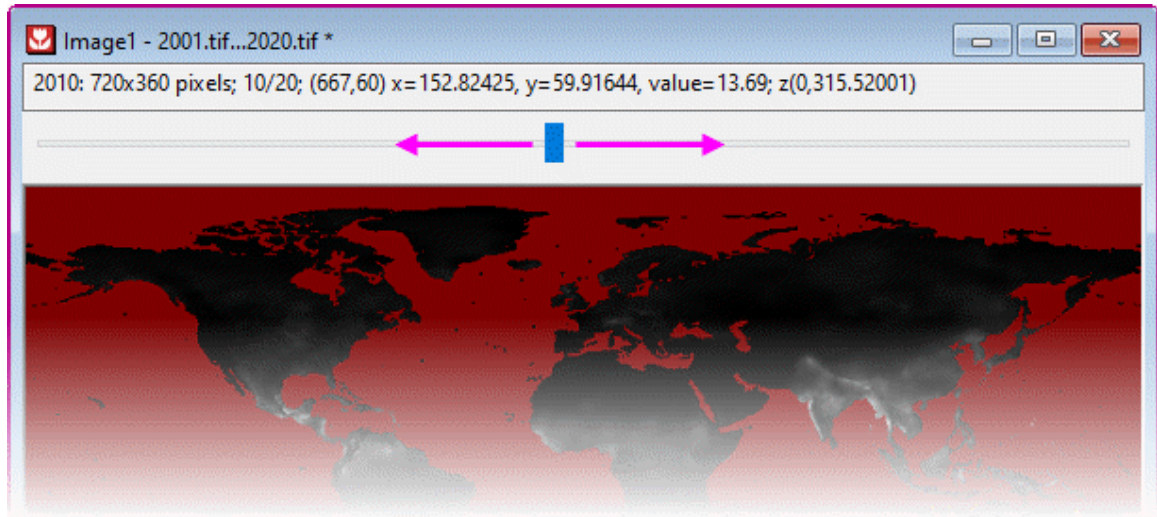 Image1 - 2001.tif...2020.tif *
2010: 720x360 pixels; 10/20; (667,60) x=152.82425, y=59.91644, value=13.69; z(0,315.52001)